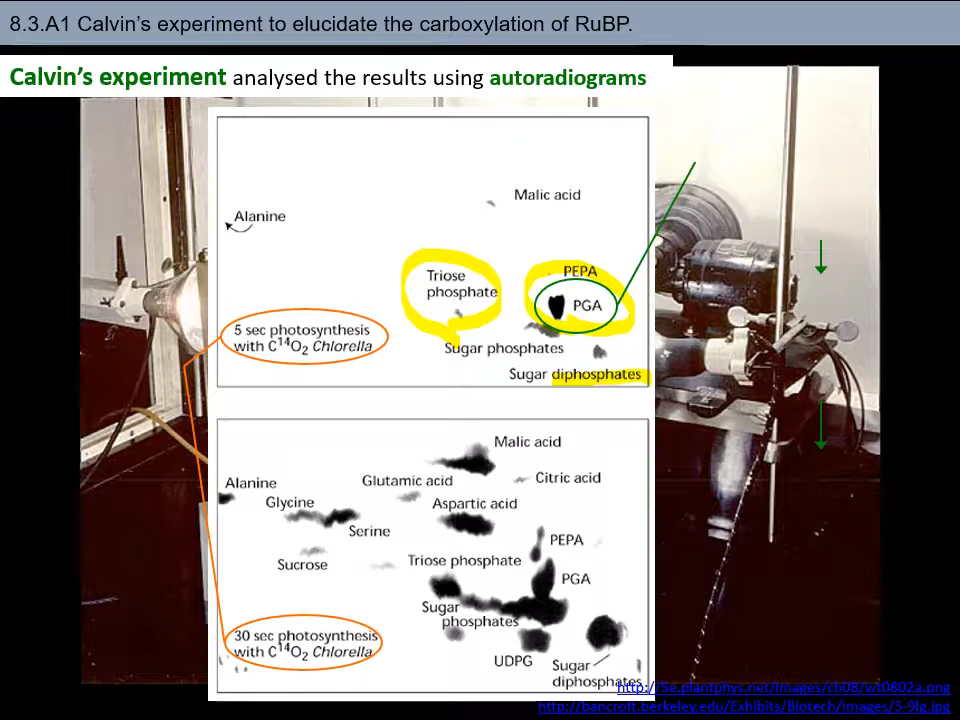 8.3.A1 Calvin's experiment to elucidate the carboxylation of RuBP.
Calvin's experiment analysed the results using autoradiograms
Malic acid
Alanine
Triose
phosphate
PEPA
PGA
5 sec photosynthesis
with C¹⁴O₂ Chlorella
Sugar phosphates
Sugar diphosphates
Malic acid
Citric acid
Glutamic acid
Alanine
Glycine
Aspartic acid
Serine
PEPA
Sucrose
Triose phosphate
PGA
Sugar
phosphates
30 sec photosynthesis
with C¹⁴O₂ Chlorella
UDPG
Sugar
diphosphates
http://5e.plantphys.net/images/ch08/wt0802a.png
http://bancroft.berkeley.edu/Exhibits/Biotech/Images/3-9lg.jpg